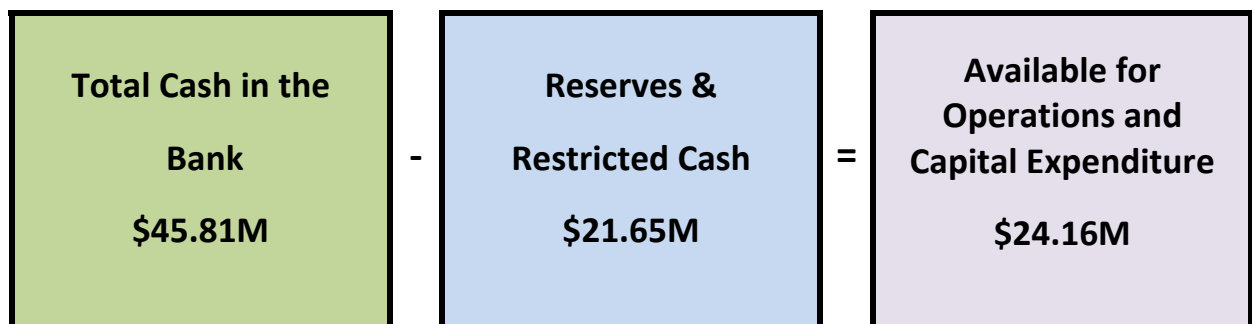 Total Cash in the
Bank
$45.81M
-
Reserves &
Restricted Cash
$21.65M
=
Available for
Operations and
Capital Expenditure
$24.16M